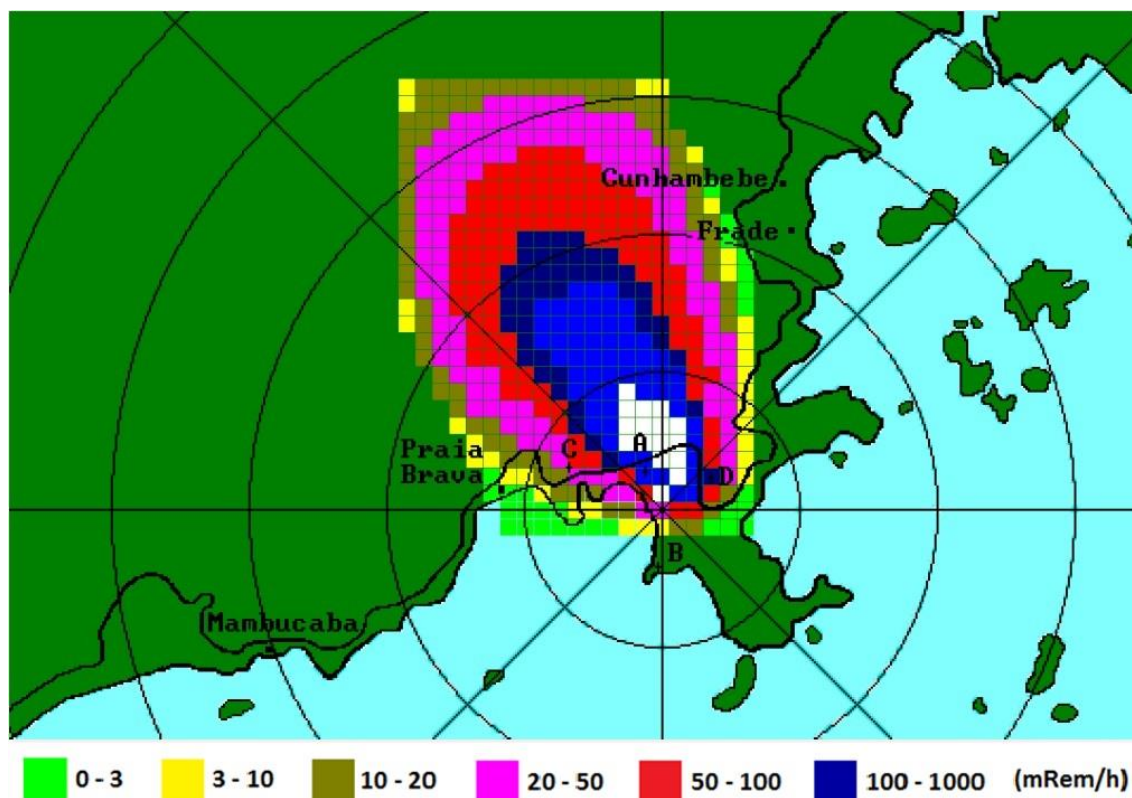 Cunhambebe
Frade
Praia
Brava
C
A
D
B
Mambucaba
0 - 3
3 - 10
10 - 20
20 - 50
50 - 100
100 - 1000
(mRem/h)